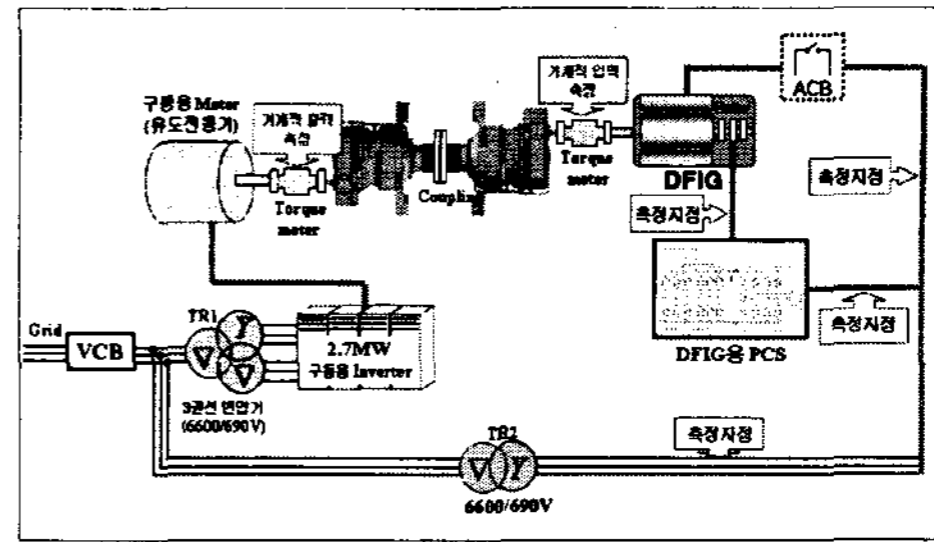 구동용 Motor
(유도전동기)
기계적 출력
측정
Torque
meter
Coupling
기계적 입력
측정
Torque
meter
DFIG
ACB
측정지점
측정지점
DFIG용 PCS
측정지점
Grid
VCB
TR1
Y
3권선 변압기
(6600/690V)
2.7MW
구동용 Inverter
TR2
Y
6600/690V
측정지점